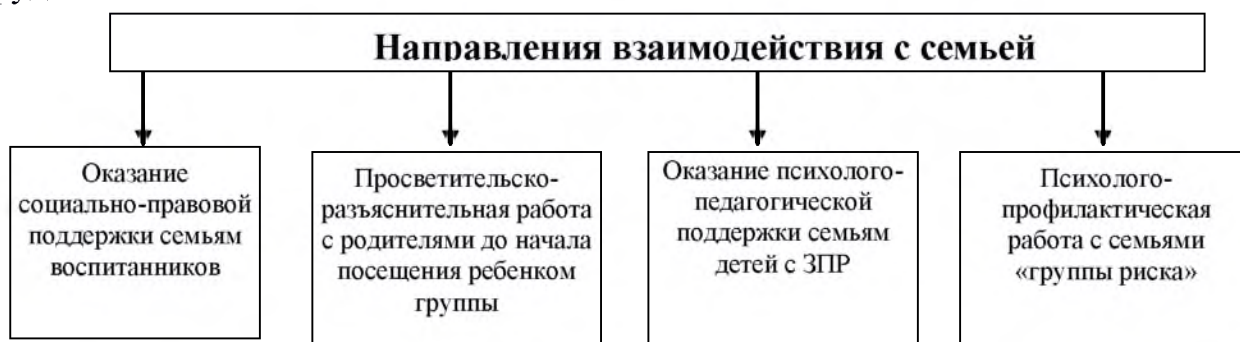 Направления взаимодействия с семьей
Оказание
социально-правовой
поддержки семьям
воспитанников
Просветительско-
разъяснительная работа
с родителями до начала
посещения ребенком
группы
Оказание психолого-
педагогической
поддержки семьям
детей с ЗПР
Психолого-
профилактическая
работа с семьями
«группы риска»